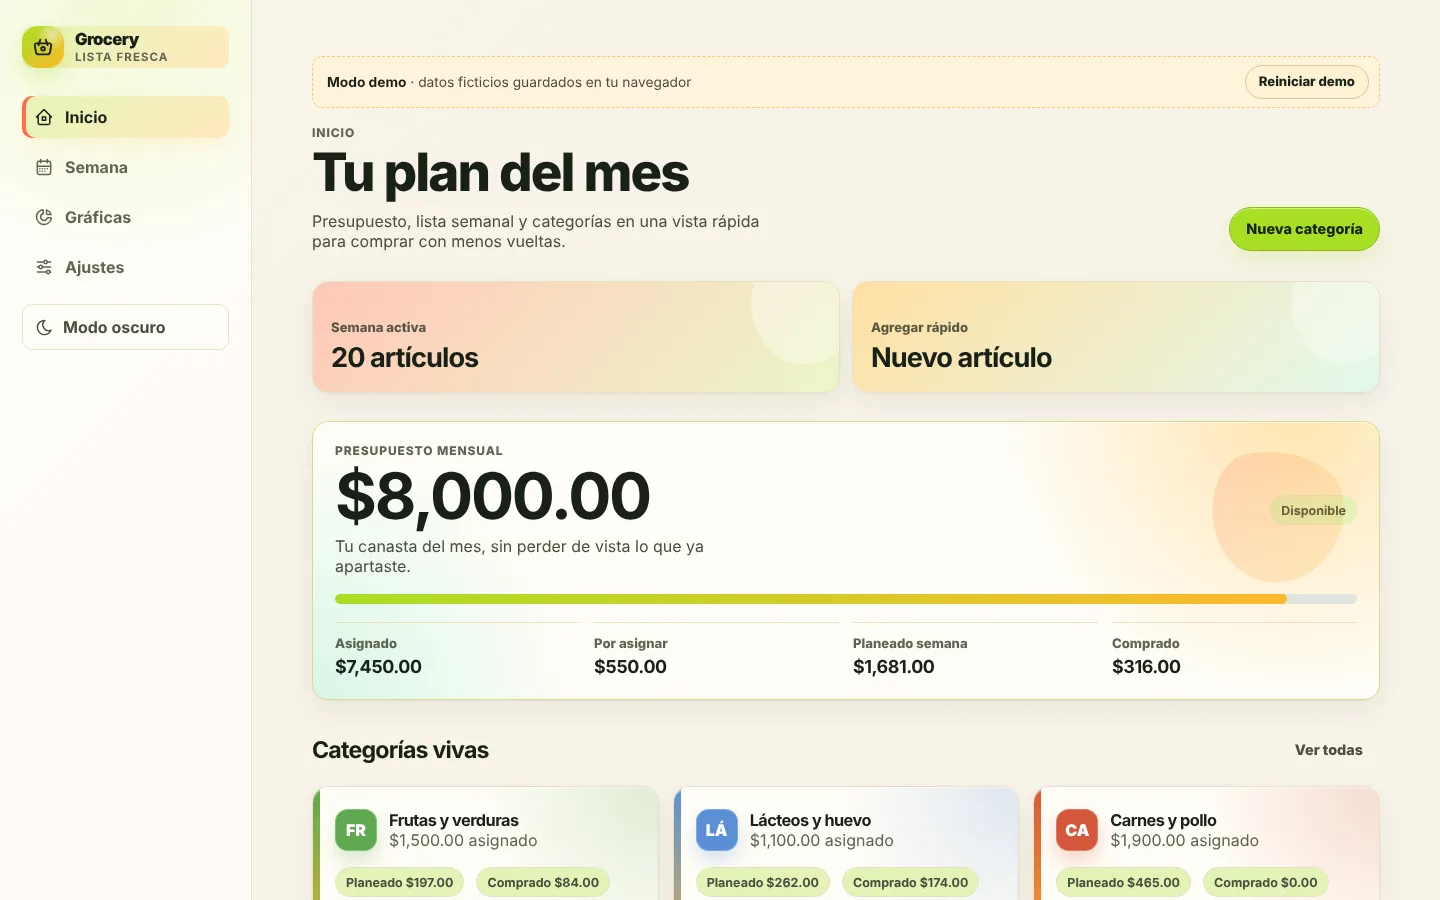 Grocery
LISTA FRESCA
Inicio
Semana
Gráficas
Ajustes
Modo oscuro
Modo demo · datos ficticios guardados en tu navegador
Reiniciar demo
INICIO
Tu plan del mes
Presupuesto, lista semanal y categorías en una vista rápida
para comprar con menos vueltas.
Nueva categoría
Semana activa
20 artículos
Agregar rápido
Nuevo artículo
PRESUPUESTO MENSUAL
$8,000.00
Tu canasta del mes, sin perder de vista lo que ya
apartaste.
Disponible
Asignado
$7,450.00
Por asignar
$550.00
Planeado semana
$1,681.00
Comprado
$316.00
Categorías vivas
Ver todas
FR
Frutas y verduras
$1,500.00 asignado
Planeado $197.00
Comprado $84.00
LÁ
Lácteos y huevo
$1,100.00 asignado
Planeado $262.00
Comprado $174.00
CA
Carnes y pollo
$1,900.00 asignado
Planeado $465.00
Comprado $0.00